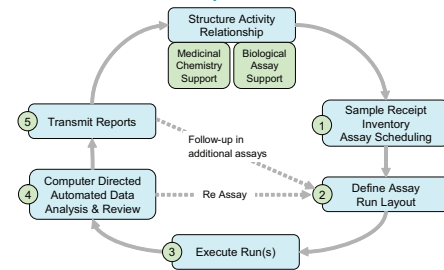 Structure Activity
Relationship
Medicinal
Chemistry
Support
Biological
Assay
Support
1
Sample Receipt
Inventory
Assay Scheduling
5
Transmit Reports
Follow-up in
additional assays
4
Computer Directed
Automated Data
Analysis & Review
Re Assay
2
Define Assay
Run Layout
3
Execute Run(s)